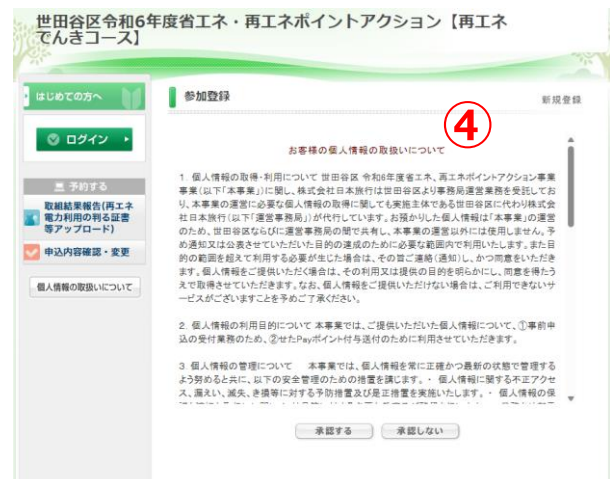 世田谷区令和6年度省エネ・再エネポイントアクション【再エネ
でんきコース】
はじめての方へ
ログイン
予約する
取組結果報告(再エネ
電力利用の判る証書
等アップロード)
申込内容確認・変更
個人情報の取扱いについて
参加登録
新規登録
④
お客様の個人情報の取扱いについて
1. 個人情報の取得・利用について 世田谷区 令和6年度省エネ、再エネポイントアクション事業
事業(以下「本事業」)に関し、株式会社日本旅行は世田谷区より事務局運営業務を受託してお
り、本事業の運営に必要な個人情報の取得に関しても実施主体である世田谷区に代わり株式会
社日本旅行(以下「運営事務局」)が代行しています。お預かりした個人情報は「本事業」の運営
のため、世田谷区ならびに運営事務局の間で共有し、本事業の運営以外には使用しません。予
め通知又は公表させていただいた目的の達成のために必要な範囲内で利用いたします。また目
的の範囲を超えて利用する必要が生じた場合は、その旨ご連絡(通知)し、かつ同意をいただき
ます。個人情報をご提供いただく場合は、その利用又は提供の目的を明らかにし、同意を得たう
えで取得させていただきます。なお、個人情報をご提供いただけない場合は、ご利用できないサ
ービスがございますことを予めご了承ください。
2. 個人情報の利用目的について 本事業では、ご提供いただいた個人情報について、①事前申
込の受付業務のため、②せたPayポイント付与送付のために利用させていただきます。
3. 個人情報の管理について 本事業では、個人情報を常に正確かつ最新の状態で管理する
よう努めると共に、以下の安全管理のための措置を講じます。・ 個人情報に関する不正アクセ
ス、漏えい、滅失、き損等に対する予防措置及び是正措置を実施いたします。・ 個人情報の保
承認する
承認しない